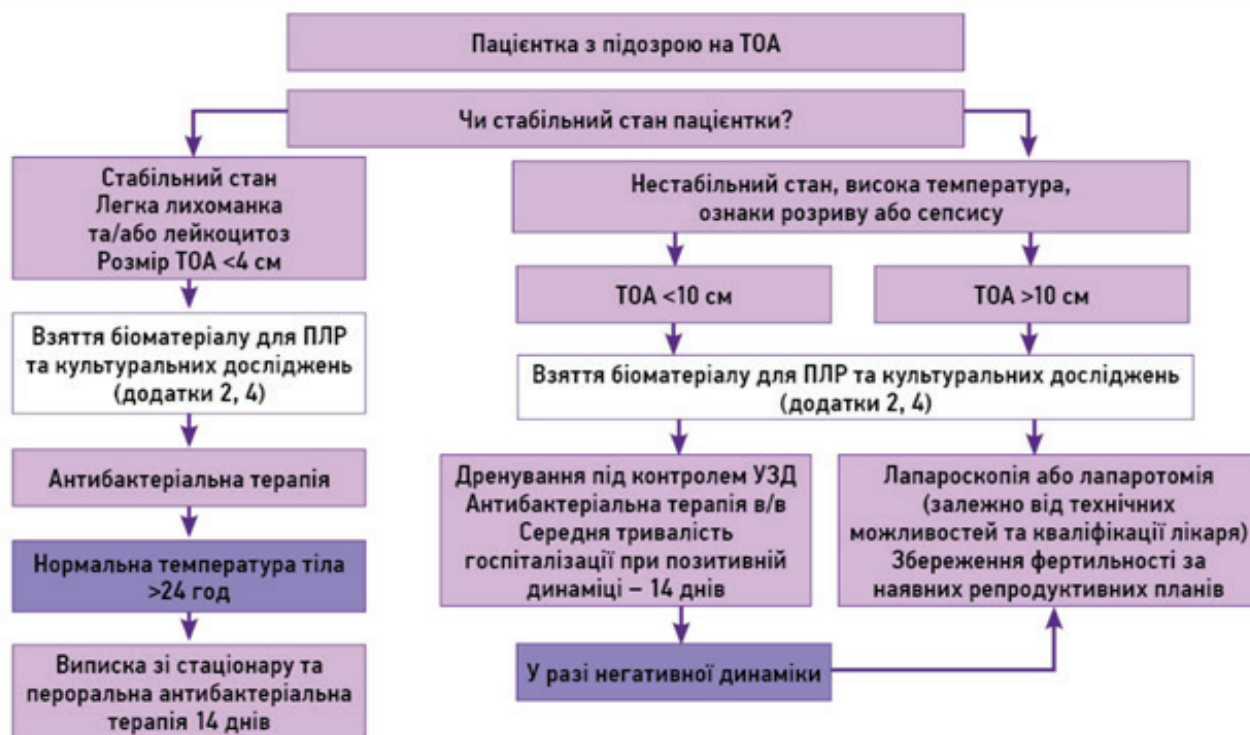 Пацієнтка з підозрою на ТОА
Чи стабільний стан пацієнтки?
Стабільний стан
Легка лихоманка
та/або лейкоцитоз
Розмір ТОА <4 см
Взяття біоматеріалу для ПЛР
та культуральних досліджень
(додатки 2, 4)
Антибактеріальна терапія
Нормальна температура тіла
>24 год
Виписка зі стаціонару та
пероральна антибактеріальна
терапія 14 днів
Нестабільний стан, висока температура,
ознаки розриву або сепсису
ТОА <10 см
ТОА >10 см
Взяття біоматеріалу для ПЛР та культуральних досліджень
(додатки 2, 4)
Дренування під контролем УЗД
Антибактеріальна терапія в/в
Середня тривалість
госпіталізації при позитивній
динаміці – 14 днів
Лапароскопія або лапаротомія
(залежно від технічних
можливостей та кваліфікації лікаря)
Збереження фертильності за
наявних репродуктивних планів
У разі негативної динаміки